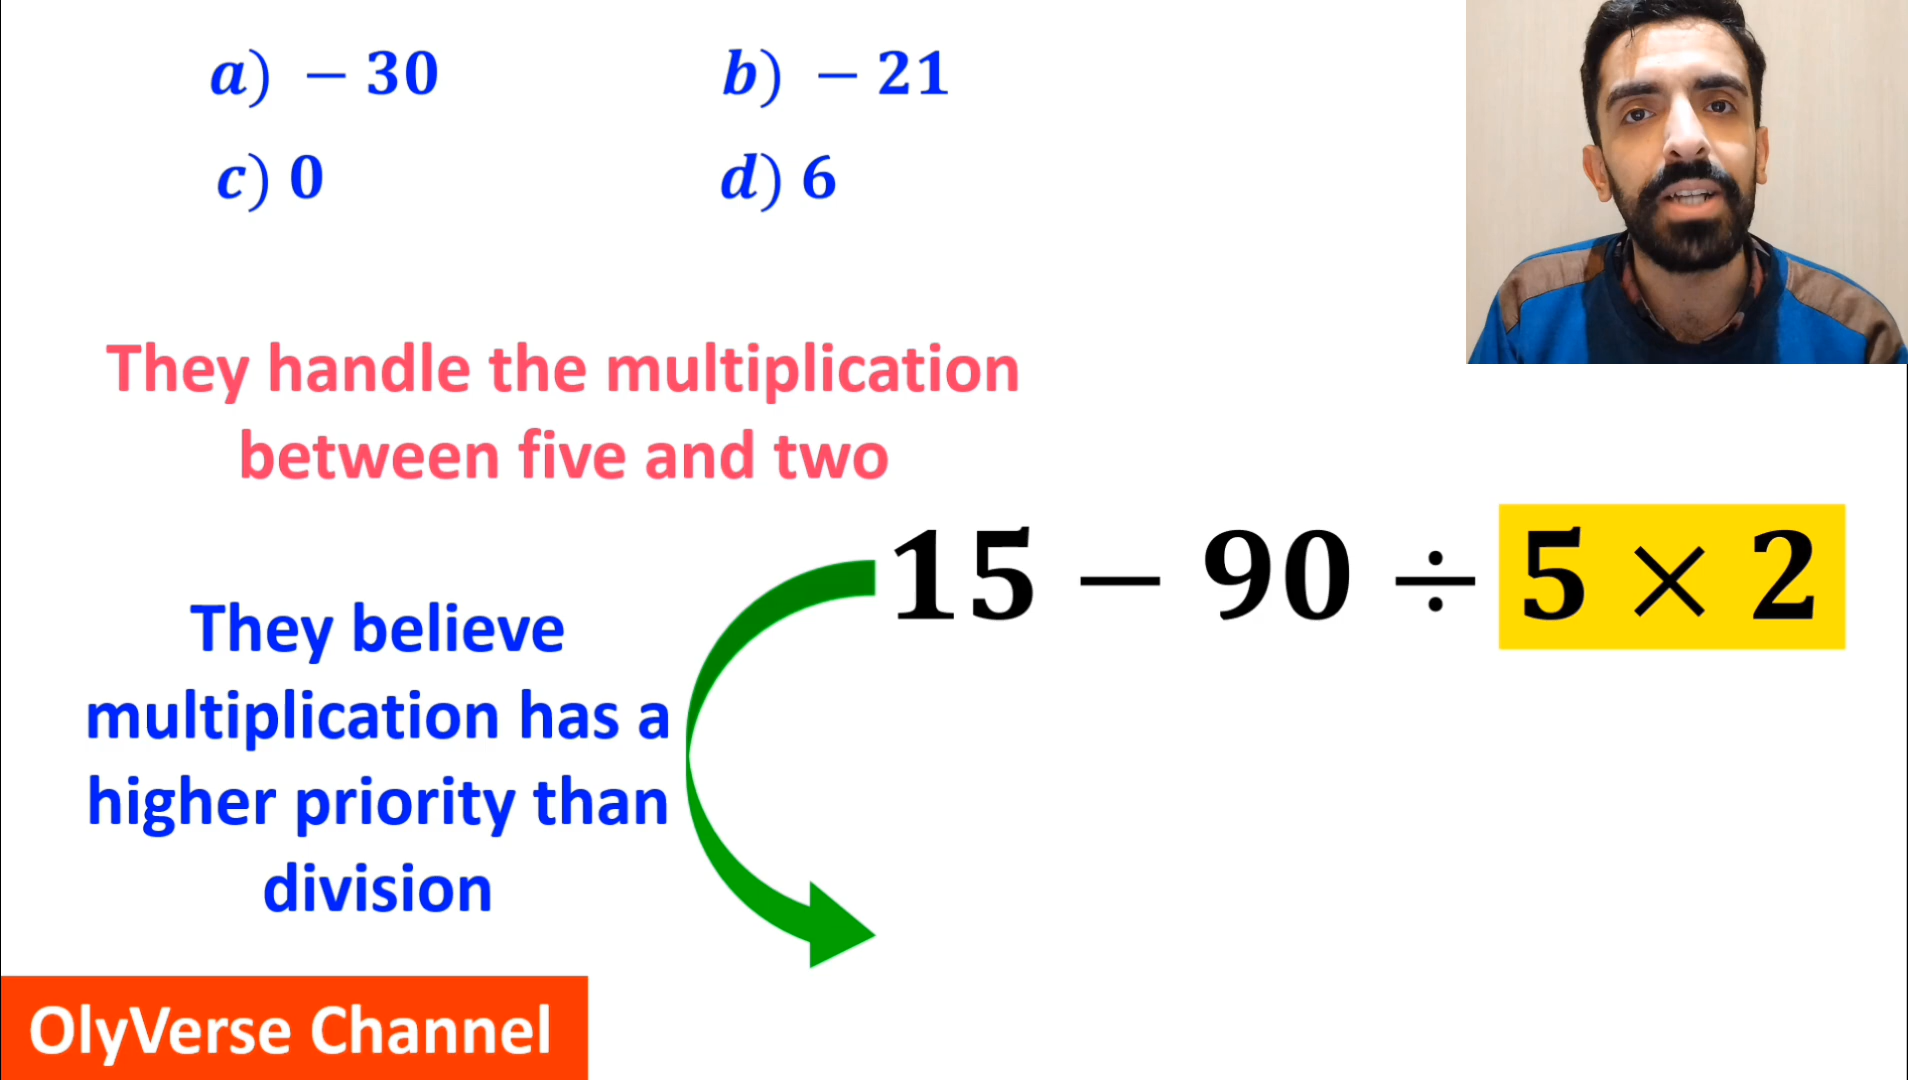 a) − 30 b) − 21
c) 0 d) 6
They handle the multiplication
between five and two
15 − 90 ÷ 5 × 2
They believe
multiplication has a
higher priority than
division
OlyVerse Channel